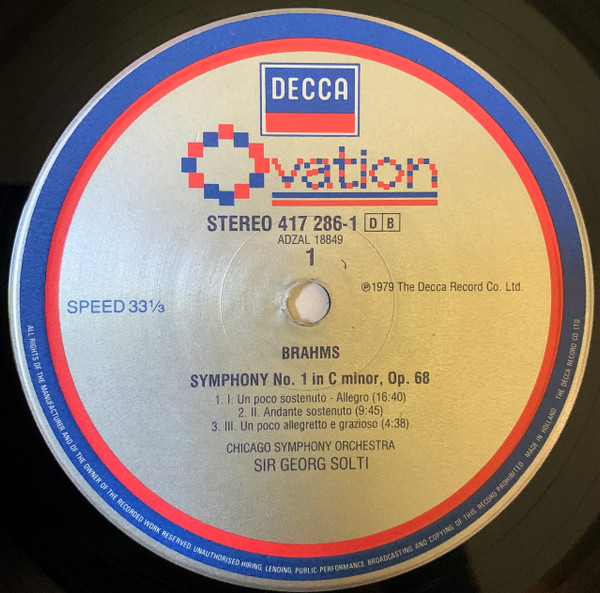 DECCA
Ovation
STEREO 417 286-1 DB
ADZAL 18849
1
℗1979 The Decca Record Co. Ltd.
SPEED 33⅓
BRAHMS
SYMPHONY No. 1 in C minor, Op. 68
1. I. Un poco sostenuto - Allegro (16:40)
2. II. Andante sostenuto (9:45)
3. III. Un poco allegretto e grazioso (4:38)
CHICAGO SYMPHONY ORCHESTRA
SIR GEORG SOLTI
ALL RIGHTS OF THE MANUFACTURER AND OF THE OWNER OF THE RECORDED WORK RESERVED. UNAUTHORISED HIRING, LENDING, PUBLIC PERFORMANCE, BROADCASTING AND COPYING OF THIS RECORD PROHIBITED MADE IN HOLLAND THE DECCA RECORD CO. LTD.